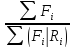 ∑ F_i
∑ (F_i|R_i)